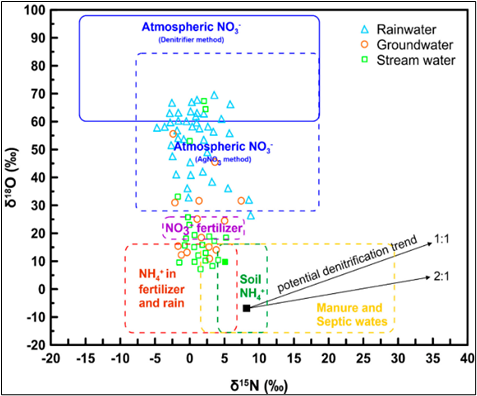 100
90
80
70
60
50
40
30
20
10
0
-10
-20
δ¹⁸O (‰)
Atmospheric NO₃⁻
(Denitrifier method)
Rainwater
Groundwater
Stream water
Atmospheric NO₃⁻
(AgNO₃ method)
NO₃⁻ fertilizer
NH₄⁺ in
fertilizer
and rain
Soil
NH₄⁺
potential denitrification trend
1:1
2:1
Manure and
Septic wates
-20 -15 -10 -5 0 5 10 15 20 25 30 35 40
δ¹⁵N (‰)